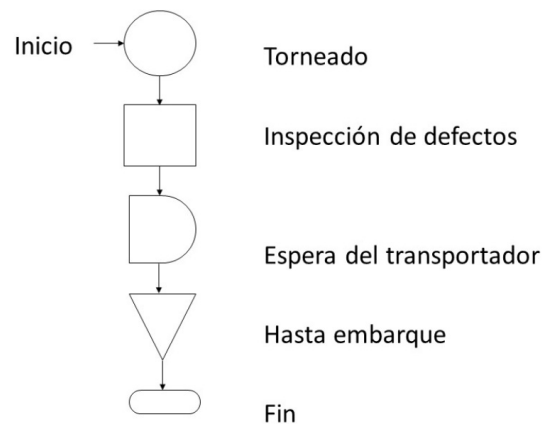 Inicio
Torneado
Inspección de defectos
Espera del transportador
Hasta embarque
Fin